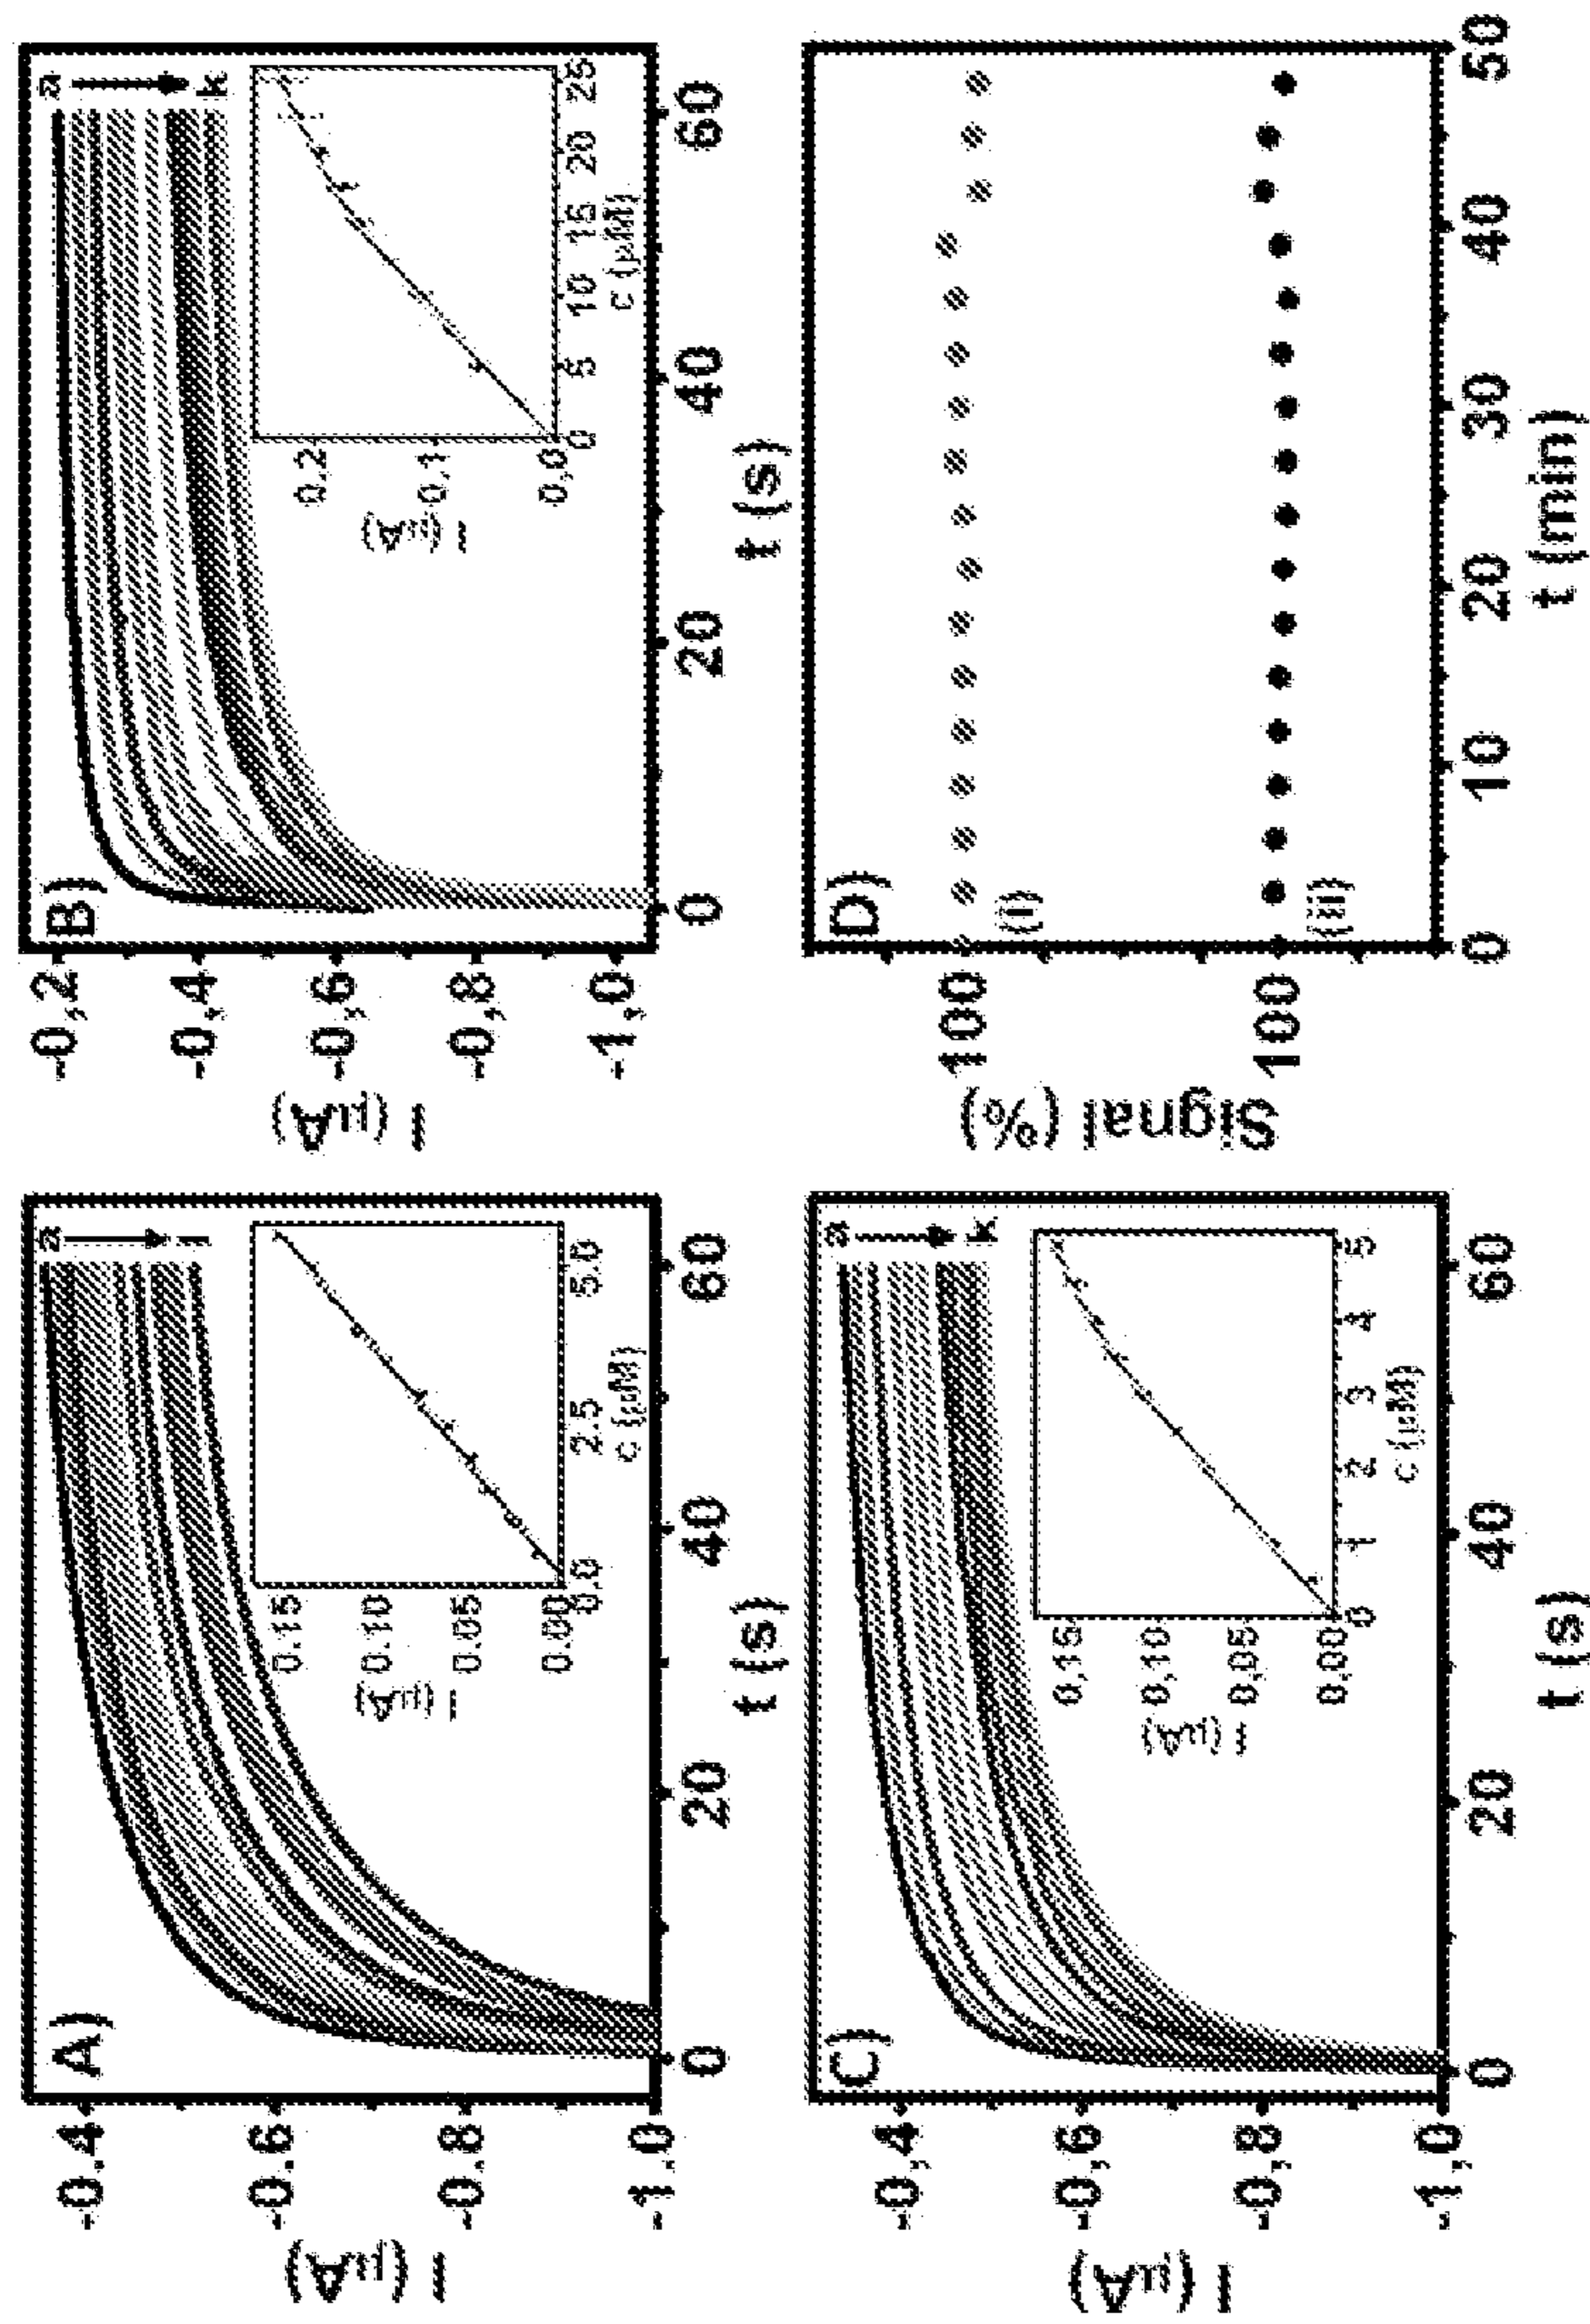 A)
a
j
I (μA)
-0.4
-0.6
-0.8
-1.0
0
20
40
60
t (s)
I (μA)
0.15
0.10
0.05
0.00
0.0
2.5
5.0
c (μM)
B)
a
k
I (μA)
-0,2
-0,4
-0,6
-0,8
-1,0
0
20
40
60
t (s)
I (μA)
0,2
0,1
0,0
0
5
10
15
20
25
c (μM)
C)
a
k
I (μA)
-0,4
-0,6
-0,8
-1,0
0
20
40
60
t (s)
I (μA)
0,15
0,10
0,05
0,00
0
1
2
3
4
5
c (μM)
D)
Signal (%)
100
100
(i)
(ii)
0
10
20
30
40
50
t (min)